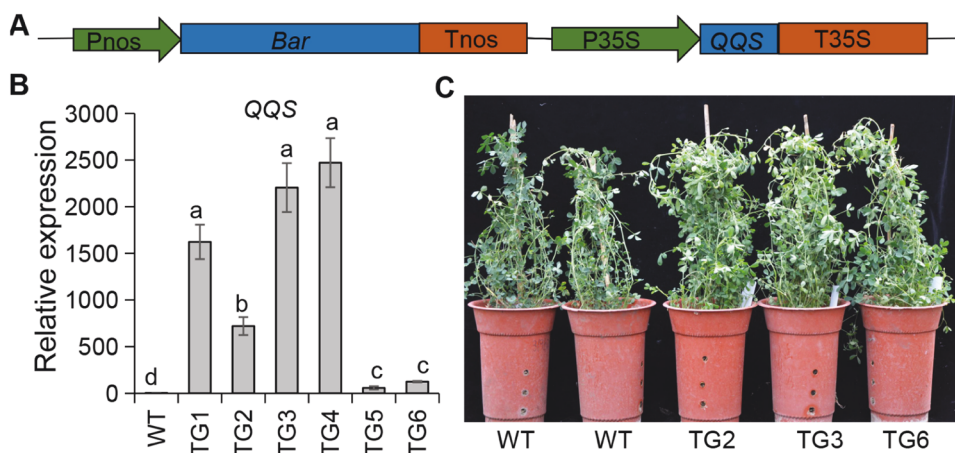 A
Pnos Bar Tnos P35S QQS T35S
B
QQS
Relative expression
3000
2500
2000
1500
1000
500
0
d a b a a c c
WT TG1 TG2 TG3 TG4 TG5 TG6
C
WT WT TG2 TG3 TG6